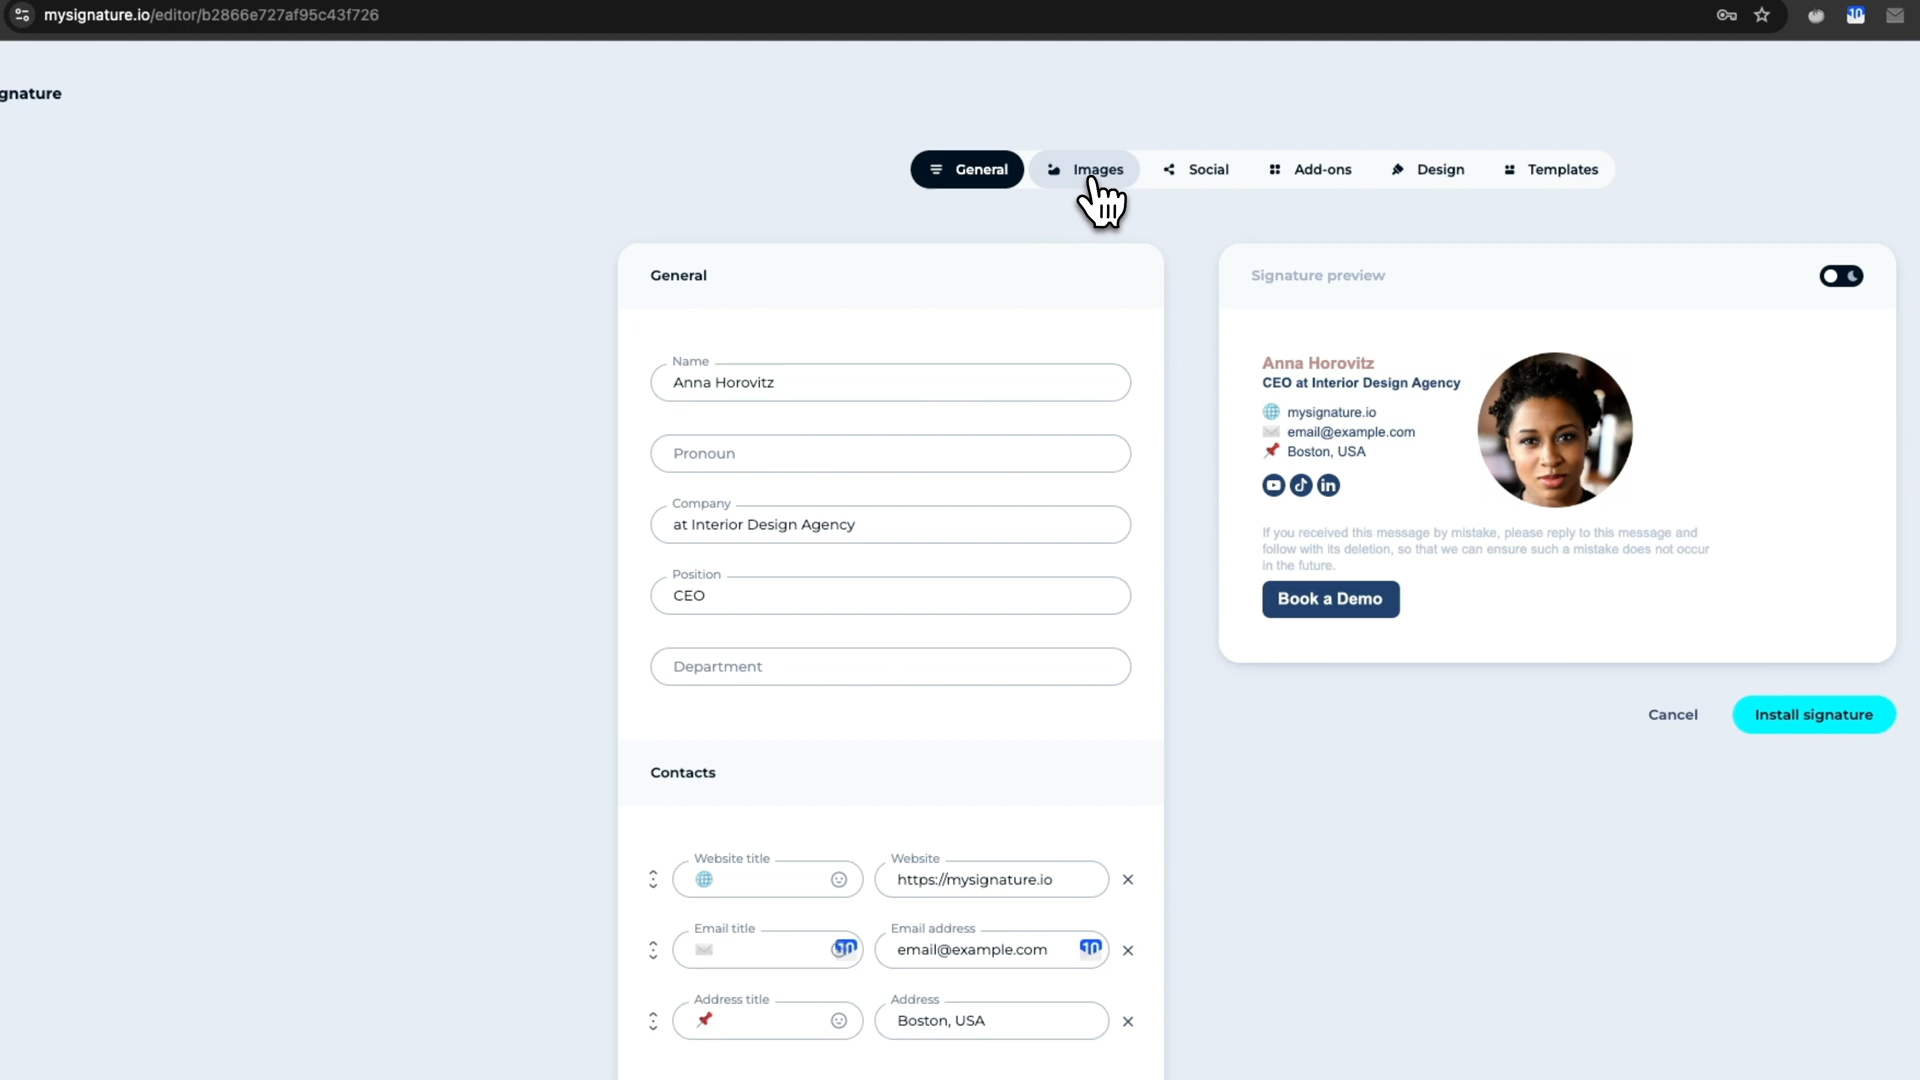 mysignature.io/editor/b2866e727af95c43f726
10
gnature
General
Images
Social
Add-ons
Design
Templates
General
Name
Anna Horovitz
Pronoun
Company
at Interior Design Agency
Position
CEO
Department
Contacts
Website title
Website
https://mysignature.io
Email title
10
Email address
email@example.com
10
Address title
Address
Boston, USA
Signature preview
Anna Horovitz
CEO at Interior Design Agency
mysignature.io
email@example.com
Boston, USA
in
If you received this message by mistake, please reply to this message and
follow with its deletion, so that we can ensure such a mistake does not occur
in the future.
Book a Demo
Cancel
Install signature